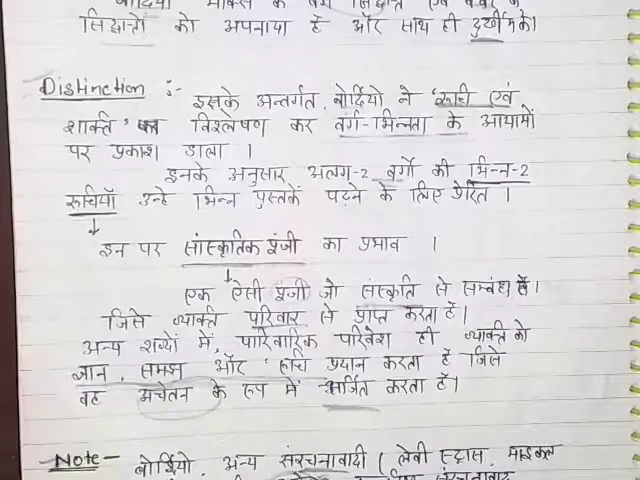 सिद्धान्तों को अपनाया है और साथ ही दुर्खीम को।
Distinction :- इसके अन्तर्गत, बोर्दियो ने 'रूची एवं
शक्ति' का विश्लेषण कर वर्ग-भिन्नता के आयामों
पर प्रकाश डाला ।
इनके अनुसार अलग-2 वर्गों की भिन्न-2
रूचियाँ उन्हे भिन्न पुस्तकें पढ़ने के लिए प्रेरित ।
↓
इन पर सांस्कृतिक पूंजी का प्रभाव ।
↓
एक ऐसी पूंजी जो संस्कृति से सम्बंद्ध है।
जिसे व्यक्ति परिवार से प्राप्त करता है।
अन्य शब्दों में, पारिवारिक परिवेश ही व्यक्ति को
ज्ञान, समझ और रूचि प्रदान करता है जिसे
वह अचेतन के रूप में अर्जित करता है।
Note - बोर्डियो, अन्य संरचनावादी ( लेवी स्ट्रास, माइकल